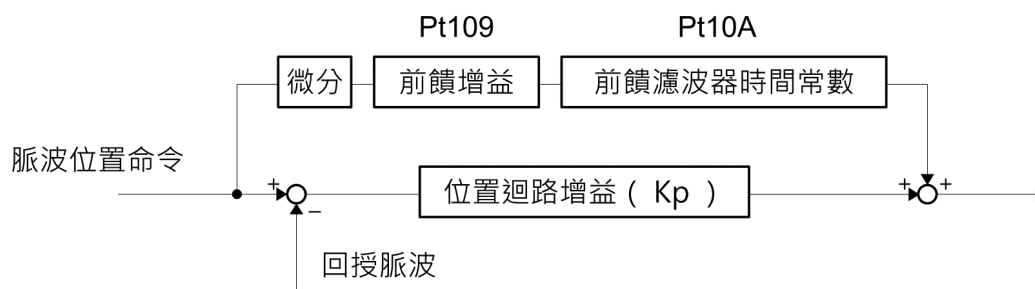 Pt109
Pt10A
微分
前饋增益
前饋濾波器時間常數
脈波位置命令
+
−
位置迴路增益( Kp )
+
+
回授脈波